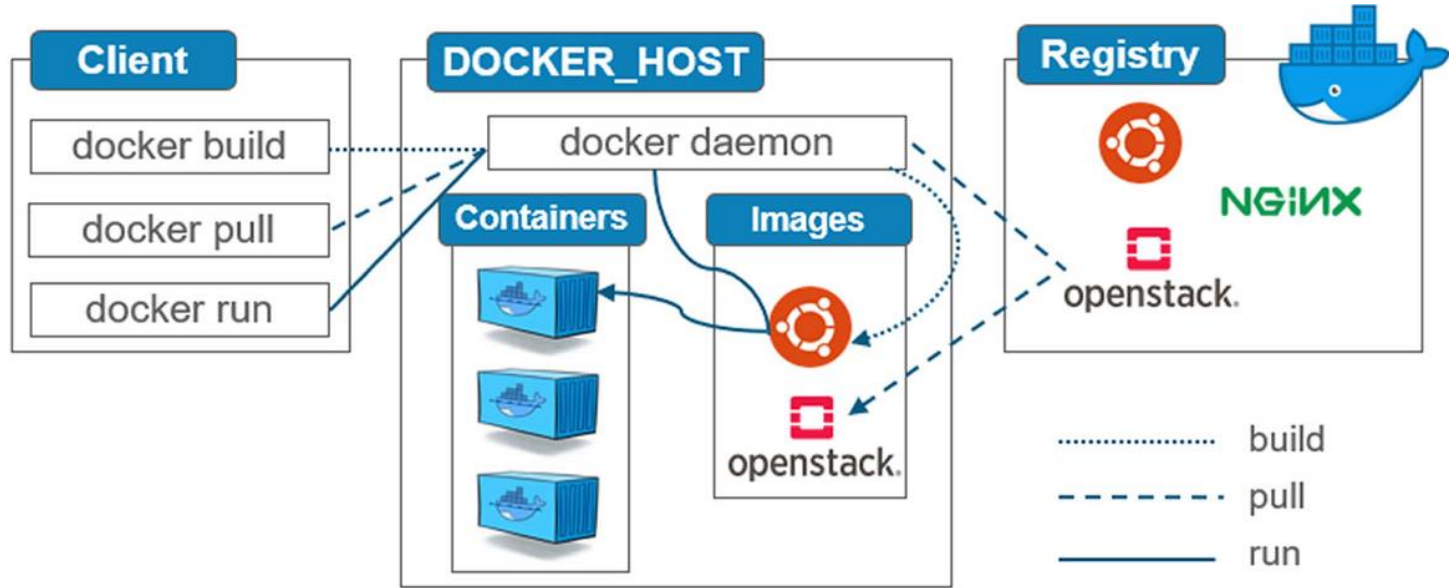 Client
docker build
docker pull
docker run
DOCKER_HOST
docker daemon
Containers
Images
openstack.
Registry
NGINX
openstack.
build
pull
run